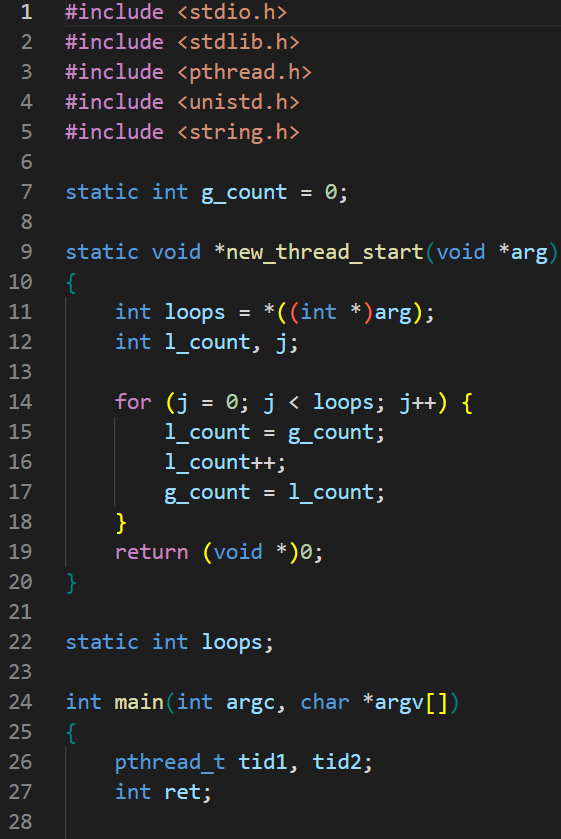 1 #include <stdio.h>
2 #include <stdlib.h>
3 #include <pthread.h>
4 #include <unistd.h>
5 #include <string.h>
6
7 static int g_count = 0;
8
9 static void *new_thread_start(void *arg)
10 {
11     int loops = *((int *)arg);
12     int l_count, j;
13
14     for (j = 0; j < loops; j++) {
15         l_count = g_count;
16         l_count++;
17         g_count = l_count;
18     }
19     return (void *)0;
20 }
21
22 static int loops;
23
24 int main(int argc, char *argv[])
25 {
26     pthread_t tid1, tid2;
27     int ret;
28